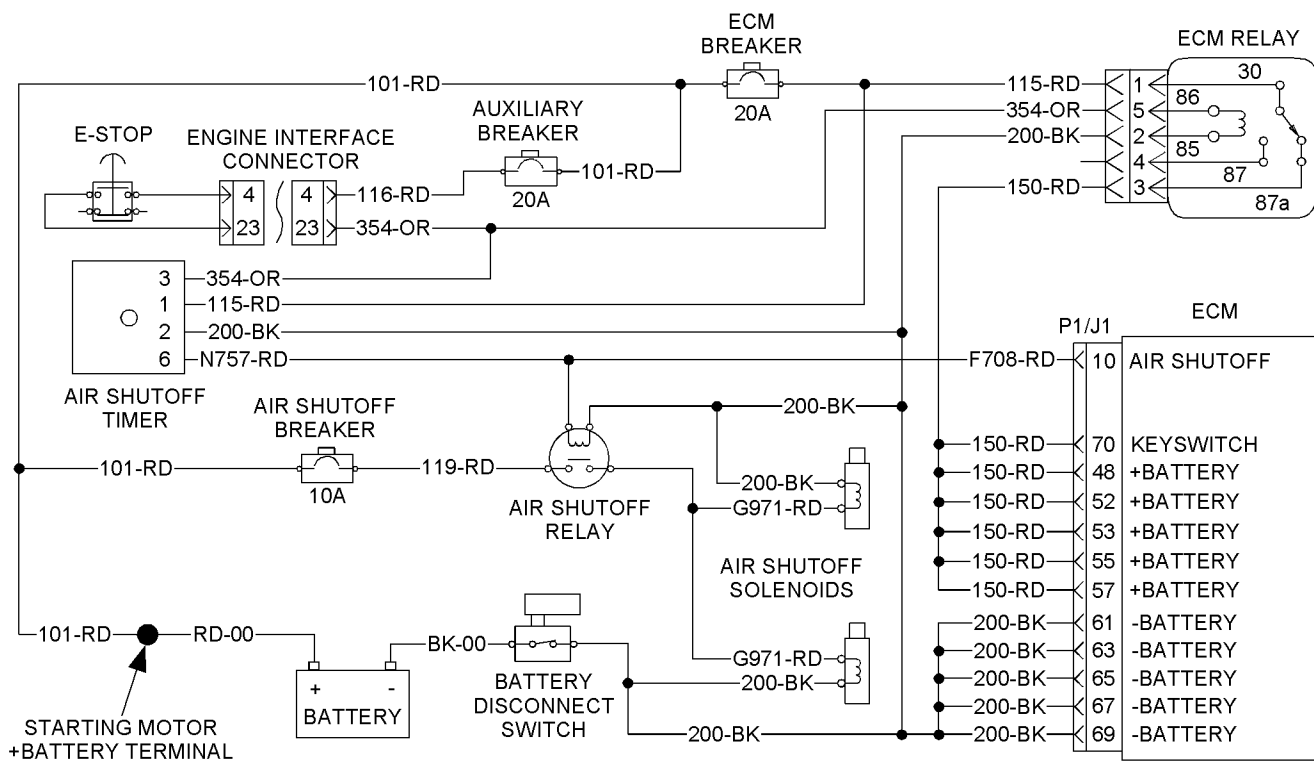 ECM
BREAKER
20A
ECM RELAY
101-RD
115-RD
1
30
354-OR
5
86
200-BK
2
85
4
87
150-RD
3
87a
AUXILIARY
BREAKER
20A
101-RD
E-STOP
ENGINE INTERFACE
CONNECTOR
4
4
116-RD
23
23
354-OR
3
354-OR
1
115-RD
2
200-BK
6
N757-RD
AIR SHUTOFF
TIMER
F708-RD
P1/J1
ECM
10
AIR SHUTOFF
AIR SHUTOFF
BREAKER
10A
200-BK
101-RD
119-RD
AIR SHUTOFF
RELAY
200-BK
G971-RD
AIR SHUTOFF
SOLENOIDS
G971-RD
200-BK
150-RD
70
KEYSWITCH
150-RD
48
+BATTERY
150-RD
52
+BATTERY
150-RD
53
+BATTERY
150-RD
55
+BATTERY
150-RD
57
+BATTERY
200-BK
61
-BATTERY
200-BK
63
-BATTERY
200-BK
65
-BATTERY
200-BK
67
-BATTERY
200-BK
200-BK
69
-BATTERY
101-RD
RD-00
+
-
BATTERY
BK-00
BATTERY
DISCONNECT
SWITCH
STARTING MOTOR
+BATTERY TERMINAL